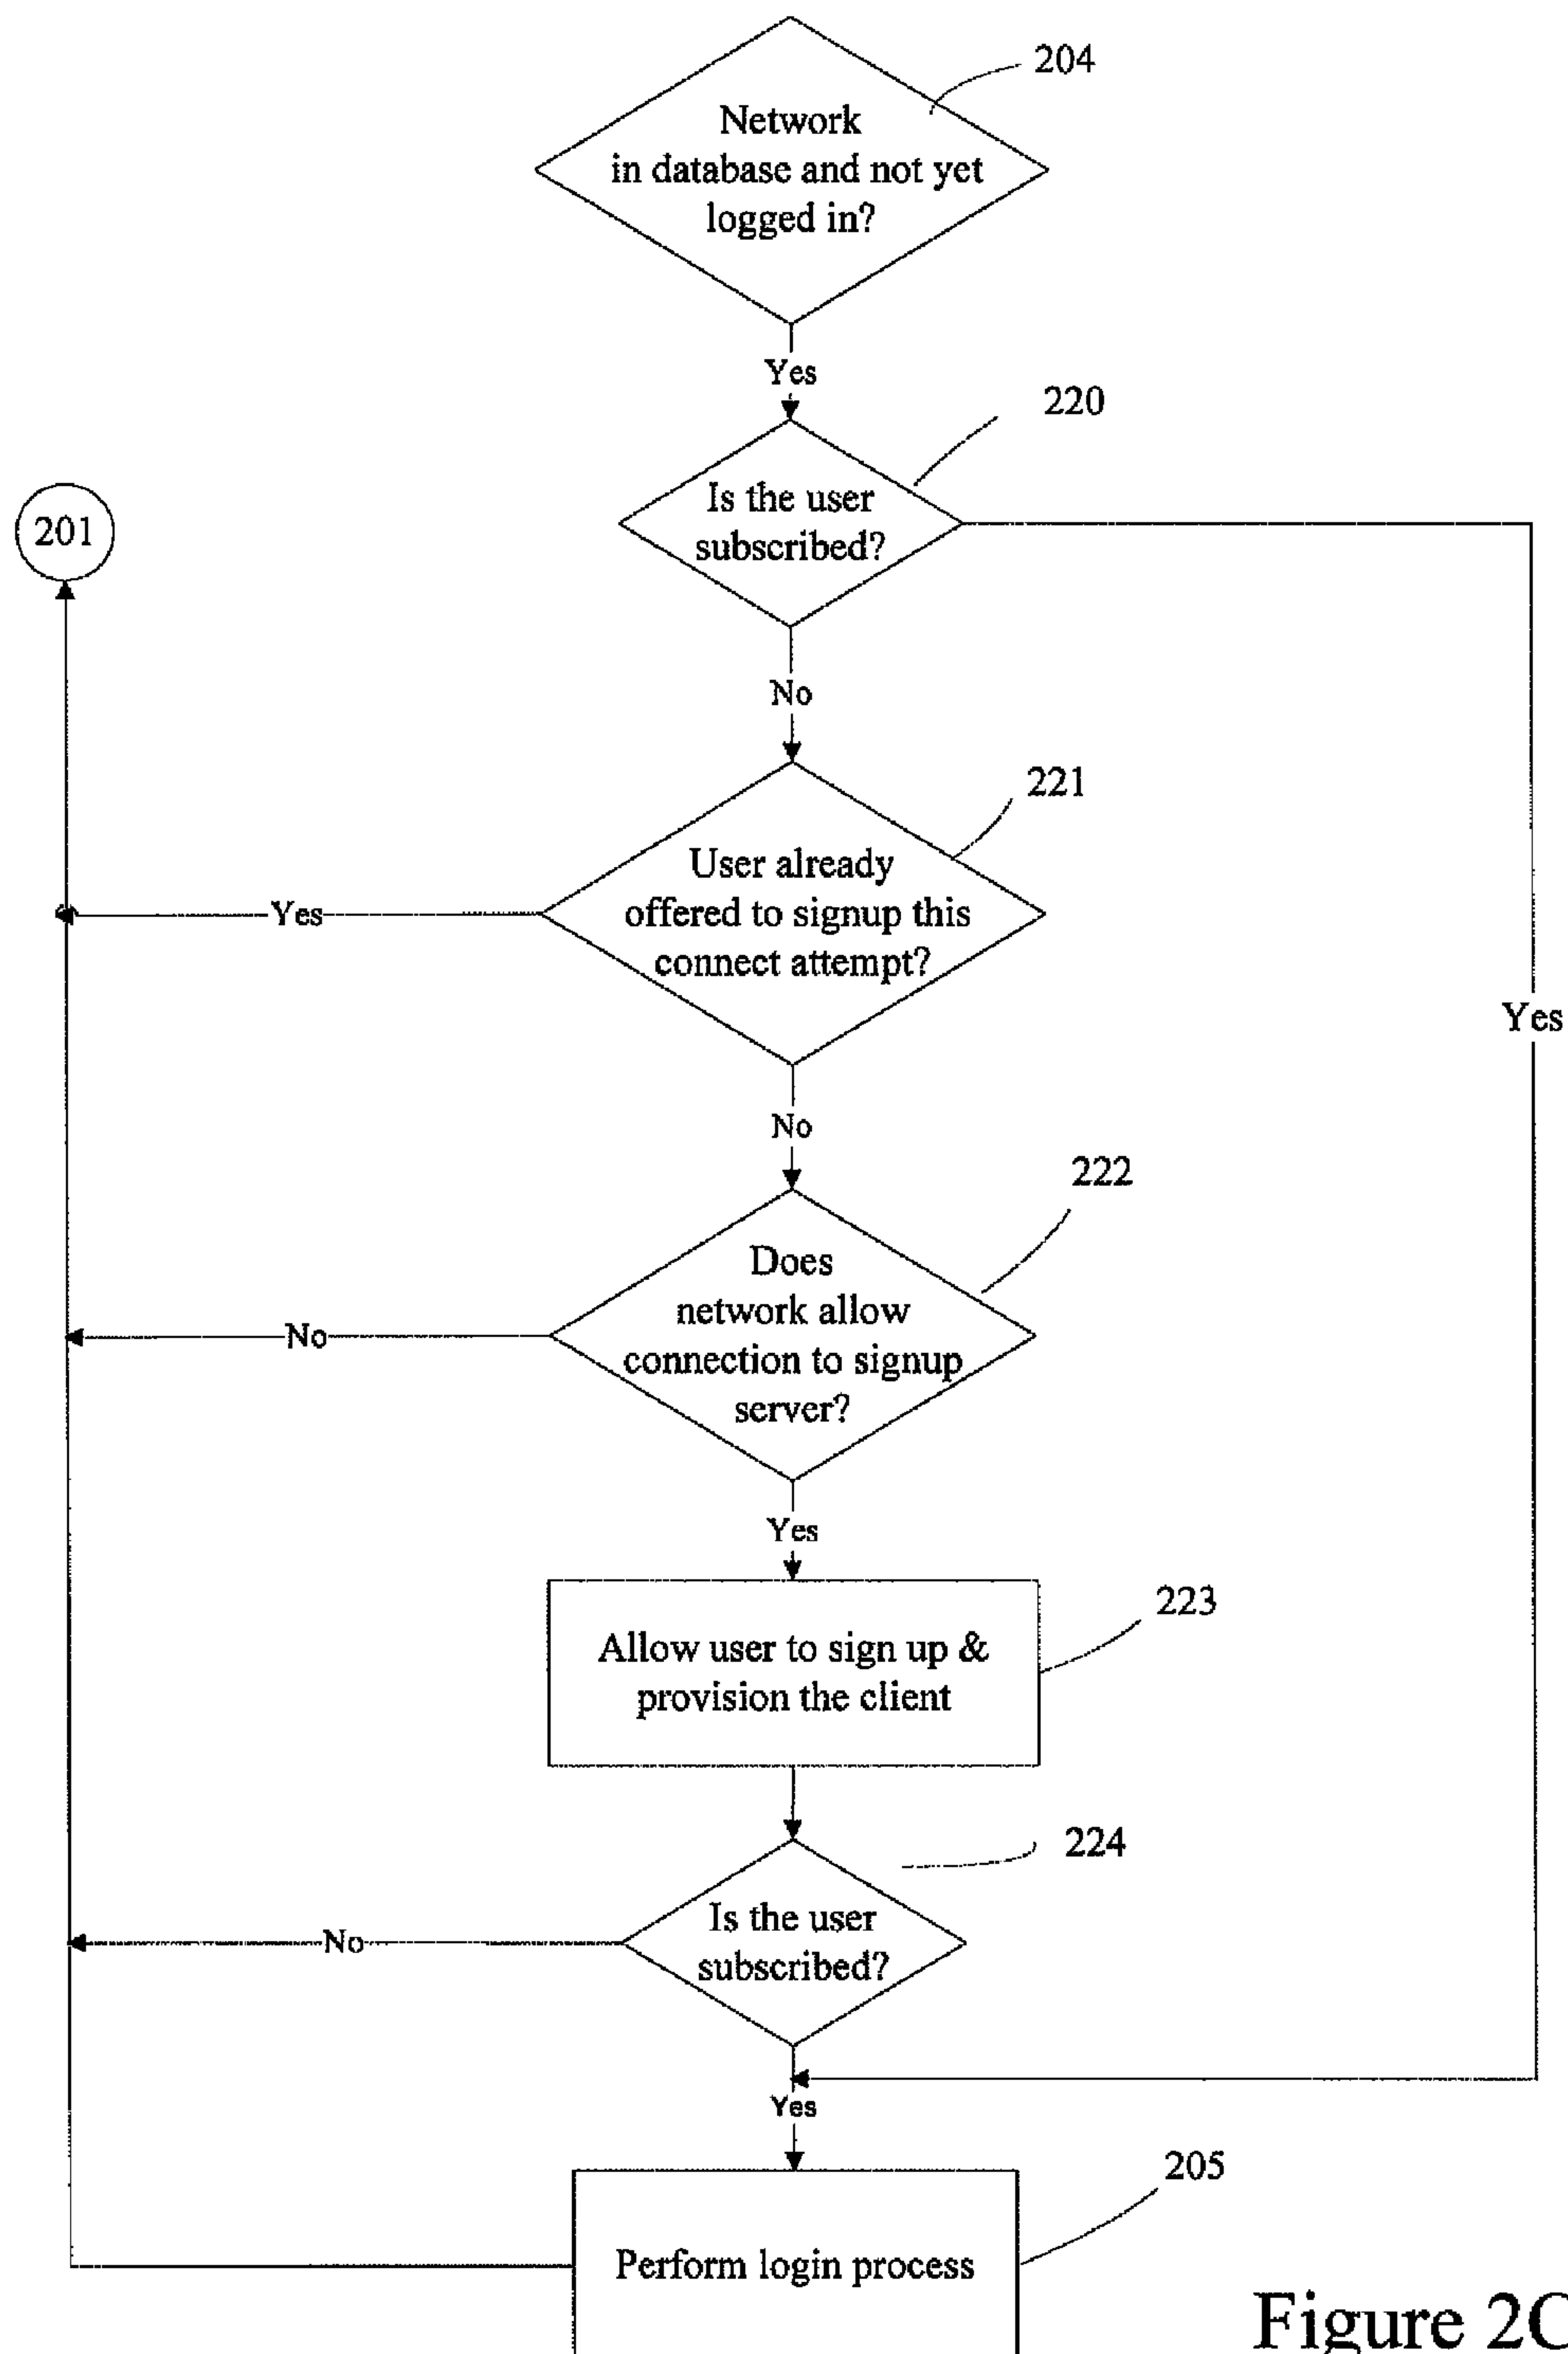 204
Network
in database and not yet
logged in?
Yes
220
Is the user
subscribed?
201
No
221
User already
offered to signup this
connect attempt?
Yes
Yes
No
222
Does
network allow
connection to signup
server?
No
Yes
223
Allow user to sign up &
provision the client
224
Is the user
subscribed?
No
Yes
205
Perform login process
Figure 2C